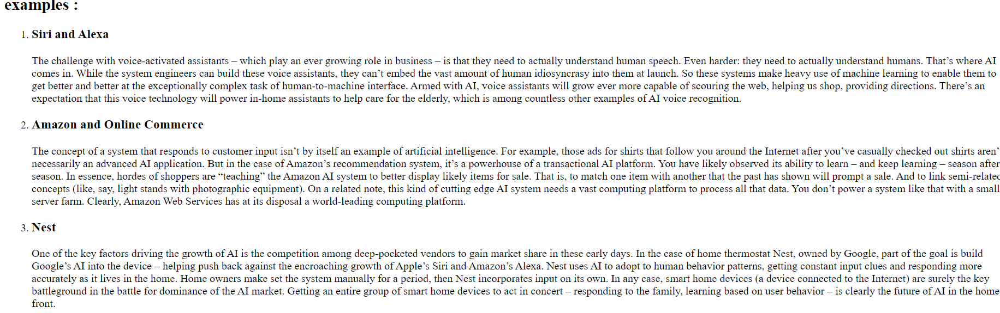 examples :
1. Siri and Alexa
The challenge with voice-activated assistants – which play an ever growing role in business – is that they need to actually understand human speech. Even harder: they need to actually understand humans. That’s where AI
comes in. While the system engineers can build these voice assistants, they can’t embed the vast amount of human idiosyncrasy into them at launch. So these systems make heavy use of machine learning to enable them to
get better and better at the exceptionally complex task of human-to-machine interface. Armed with AI, voice assistants will grow ever more capable of scouring the web, helping us shop, providing directions. There’s an
expectation that this voice technology will power in-home assistants to help care for the elderly, which is among countless other examples of AI voice recognition.
2. Amazon and Online Commerce
The concept of a system that responds to customer input isn’t by itself an example of artificial intelligence. For example, those ads for shirts that follow you around the Internet after you’ve casually checked out shirts aren’
necessarily an advanced AI application. But in the case of Amazon’s recommendation system, it’s a powerhouse of a transactional AI platform. You have likely observed its ability to learn – and keep learning – season after
season. In essence, hordes of shoppers are “teaching” the Amazon AI system to better display likely items for sale. That is, to match one item with another that the past has shown will prompt a sale. And to link semi-related
concepts (like, say, light stands with photographic equipment). On a related note, this kind of cutting edge AI system needs a vast computing platform to process all that data. You don’t power a system like that with a small
server farm. Clearly, Amazon Web Services has at its disposal a world-leading computing platform.
3. Nest
One of the key factors driving the growth of AI is the competition among deep-pocketed vendors to gain market share in these early days. In the case of home thermostat Nest, owned by Google, part of the goal is build
Google’s AI into the device – helping push back against the encroaching growth of Apple’s Siri and Amazon’s Alexa. Nest uses AI to adopt to human behavior patterns, getting constant input clues and responding more
accurately as it lives in the home. Home owners make set the system manually for a period, then Nest incorporates input on its own. In any case, smart home devices (a device connected to the Internet) are surely the key
battleground in the battle for dominance of the AI market. Getting an entire group of smart home devices to act in concert – responding to the family, learning based on user behavior – is clearly the future of AI in the home
front.